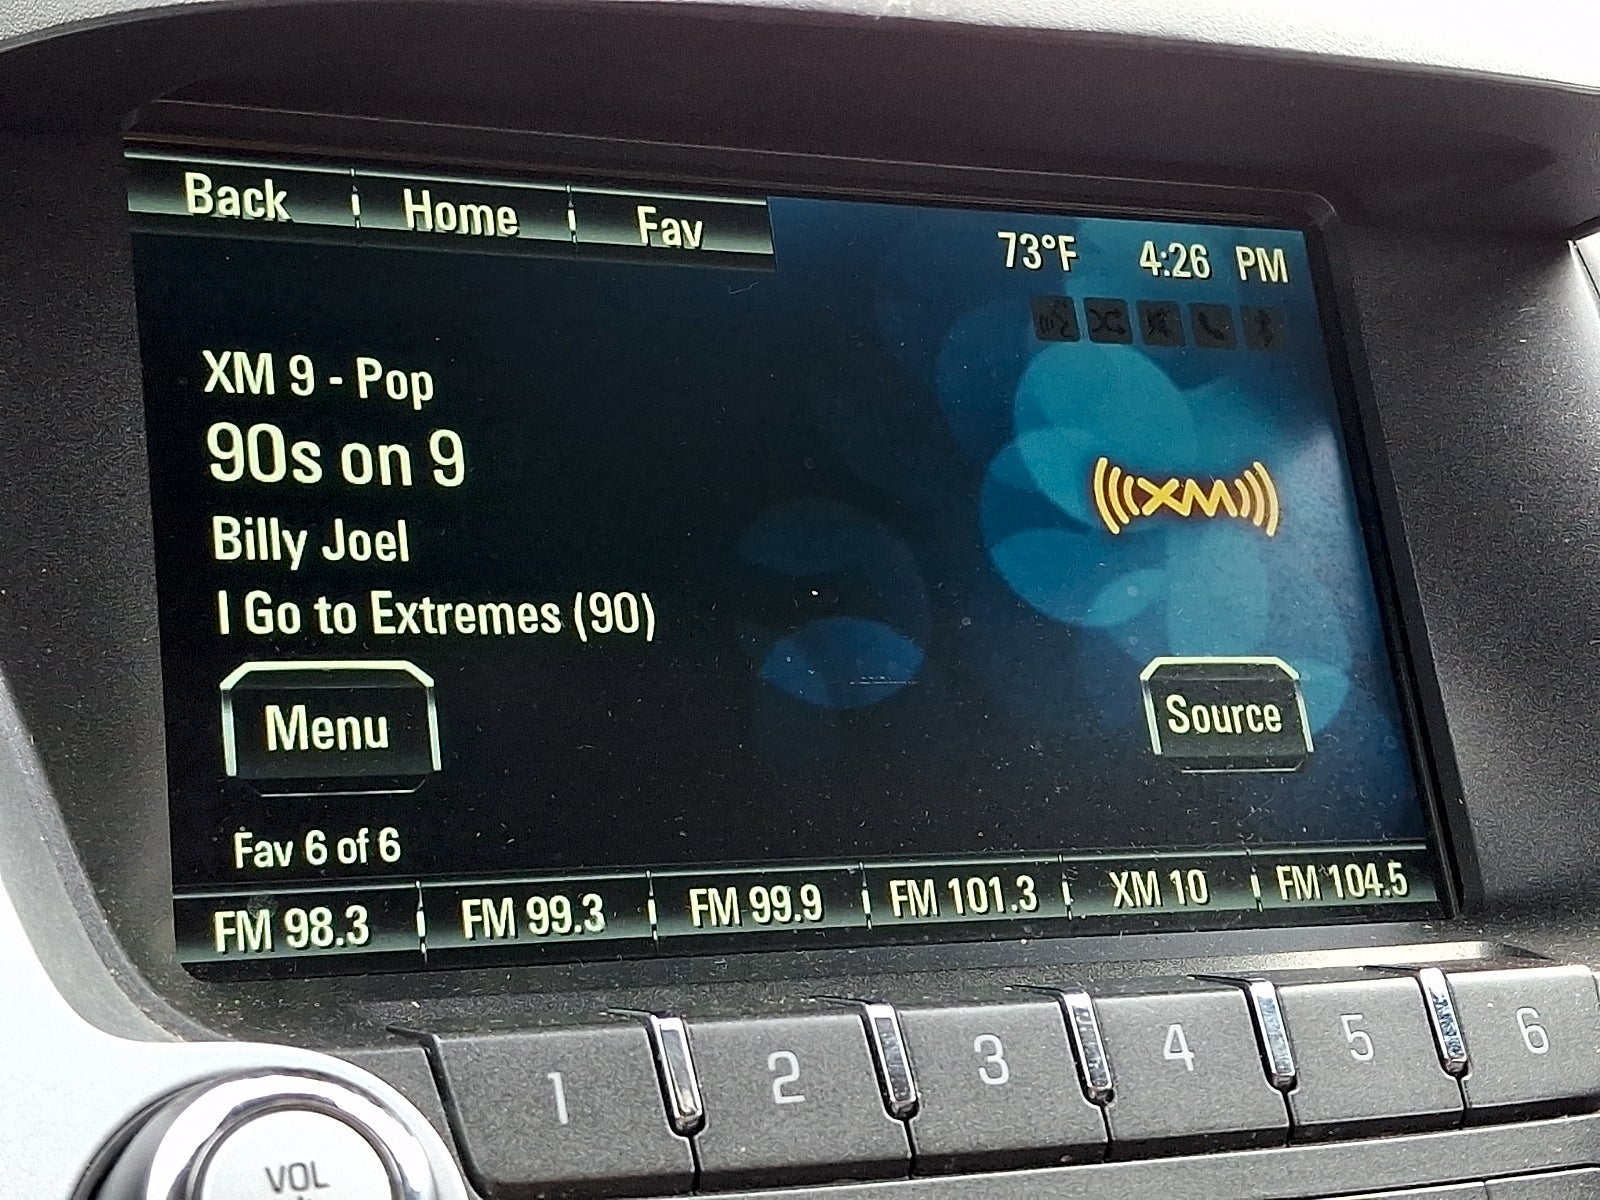 Back Home Fav
73°F 4:26 PM
XM 9 - Pop
90s on 9
XM
Billy Joel
I Go to Extremes (90)
Menu Source
Fav 6 of 6
FM 98.3 FM 99.3 FM 99.9 FM 101.3 XM 10 FM 104.5
1 2 3 4 5 6
VOL